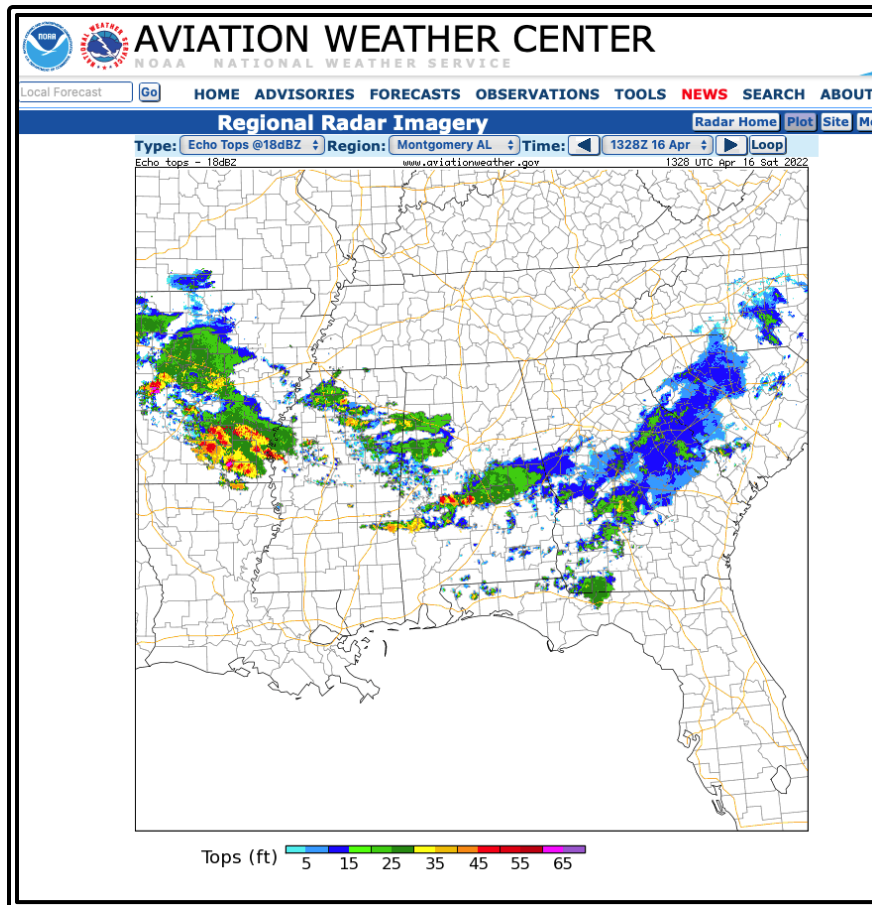 NOAA
AVIATION WEATHER CENTER
NOAA NATIONAL WEATHER SERVICE
Local Forecast Go HOME ADVISORIES FORECASTS OBSERVATIONS TOOLS NEWS SEARCH ABOUT
Regional Radar Imagery Radar Home Plot Site
Type: Echo Tops @18dBZ Region: Montgomery AL Time: 1328Z 16 Apr Loop
Echo tops - 18dBZ www.aviationweather.gov 1328 UTC Apr 16 Sat 2022
Tops (ft) 5 15 25 35 45 55 65